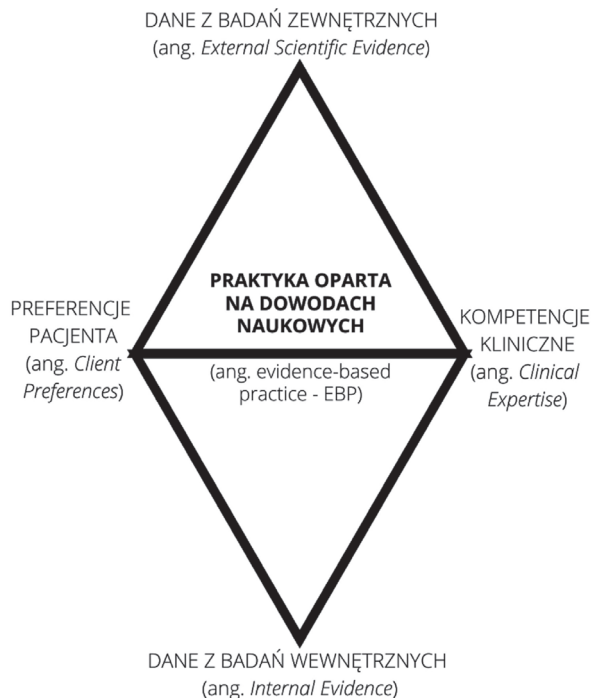 DANE Z BADAŃ ZEWNĘTRZNYCH
(ang. External Scientific Evidence)
PRAKTYKA OPARTA
NA DOWODACH
NAUKOWYCH
(ang. evidence-based
practice - EBP)
PREFERENCJE
PACJENTA
(ang. Client
Preferences)
KOMPETENCJE
KLINICZNE
(ang. Clinical
Expertise)
DANE Z BADAŃ WEWNĘTRZNYCH
(ang. Internal Evidence)